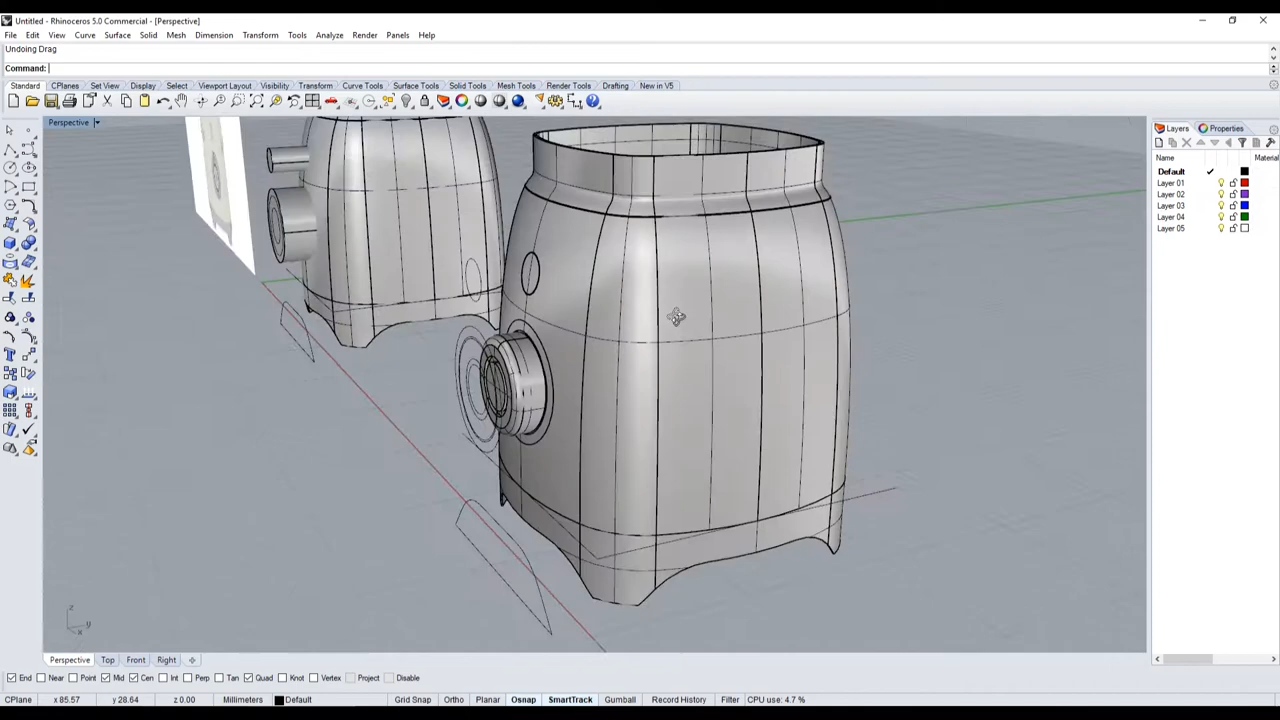 Untitled - Rhinoceros 5.0 Commercial - [Perspective]
File Edit View Curve Surface Solid Mesh Dimension Transform Tools Analyze Render Panels Help
Undoing Drag
Command:
Standard CPlanes Set View Display Select Viewport Layout Visibility Transform Curve Tools Surface Tools Solid Tools Mesh Tools Render Tools Drafting New in V5
Perspective
Layers Properties
Name Material
Default
Layer 01
Layer 02
Layer 03
Layer 04
Layer 05
z
y
x
Perspective Top Front Right
End Near Point Mid Cen Int Perp Tan Quad Knot Vertex Project Disable
CPlane x 85.57 y 28.64 z 0.00 Millimeters Default Grid Snap Ortho Planar Osnap SmartTrack Gumball Record History Filter CPU use: 4.7 %